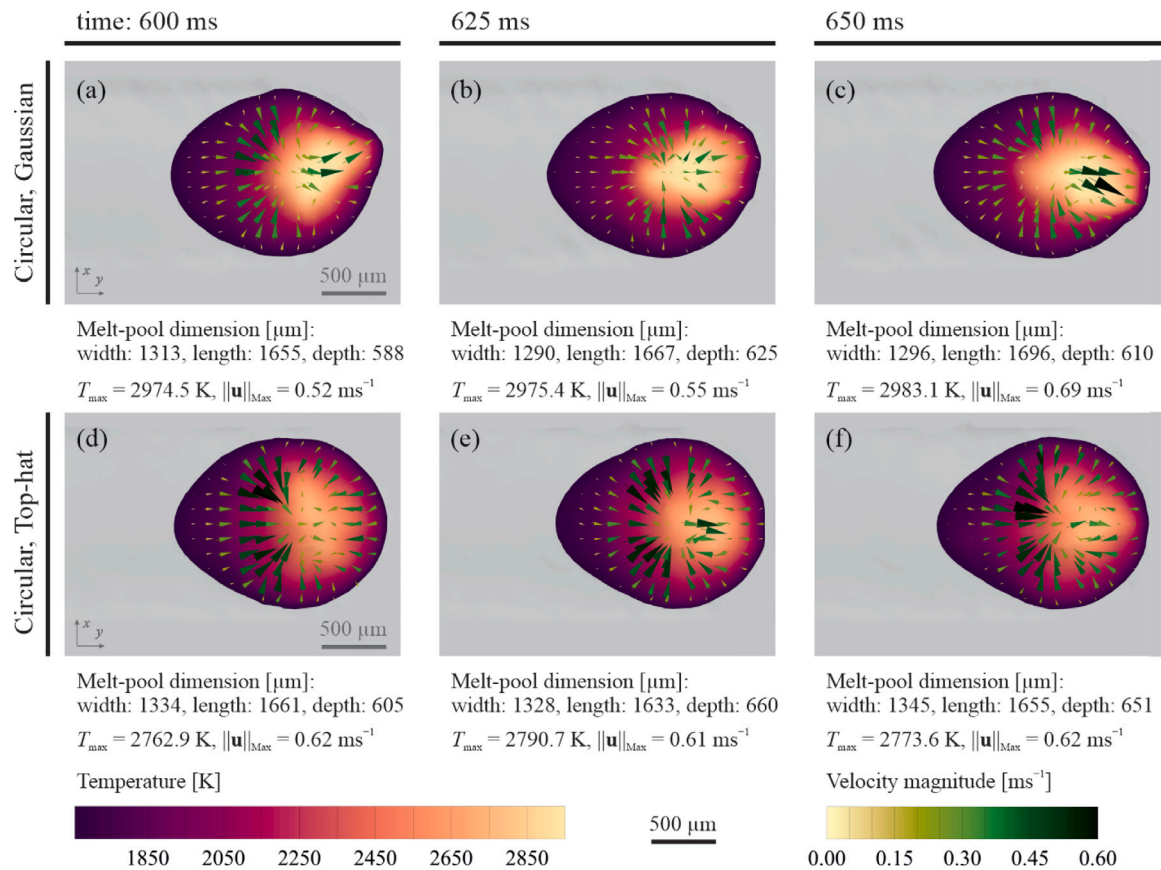 time: 600 ms
625 ms
650 ms
Circular, Gaussian
(a)
(b)
(c)
x
y
500 µm
Melt-pool dimension [µm]:
width: 1313, length: 1655, depth: 588
T_max = 2974.5 K, ||u||_Max = 0.52 ms⁻¹
Melt-pool dimension [µm]:
width: 1290, length: 1667, depth: 625
T_max = 2975.4 K, ||u||_Max = 0.55 ms⁻¹
Melt-pool dimension [µm]:
width: 1296, length: 1696, depth: 610
T_max = 2983.1 K, ||u||_Max = 0.69 ms⁻¹
Circular, Top-hat
(d)
(e)
(f)
x
y
500 µm
Melt-pool dimension [µm]:
width: 1334, length: 1661, depth: 605
T_max = 2762.9 K, ||u||_Max = 0.62 ms⁻¹
Melt-pool dimension [µm]:
width: 1328, length: 1633, depth: 660
T_max = 2790.7 K, ||u||_Max = 0.61 ms⁻¹
Melt-pool dimension [µm]:
width: 1345, length: 1655, depth: 651
T_max = 2773.6 K, ||u||_Max = 0.62 ms⁻¹
Temperature [K]
1850 2050 2250 2450 2650 2850
500 µm
Velocity magnitude [ms⁻¹]
0.00 0.15 0.30 0.45 0.60